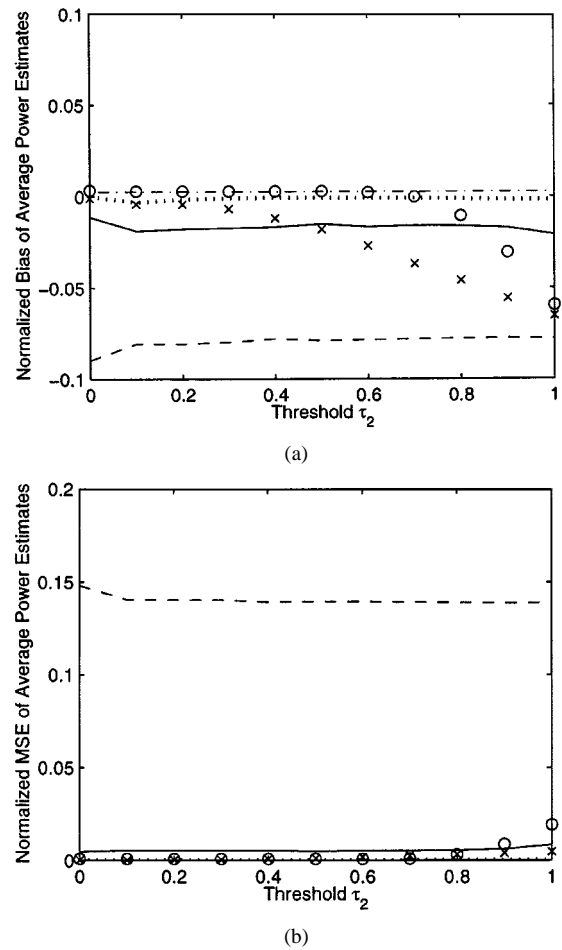 0.1
0.05
0
−0.05
−0.1
Normalized Bias of Average Power Estimates
0 0.2 0.4 0.6 0.8 1
Threshold τ2
(a)
0.2
0.15
0.1
0.05
0
Normalized MSE of Average Power Estimates
0 0.2 0.4 0.6 0.8 1
Threshold τ2
(b)